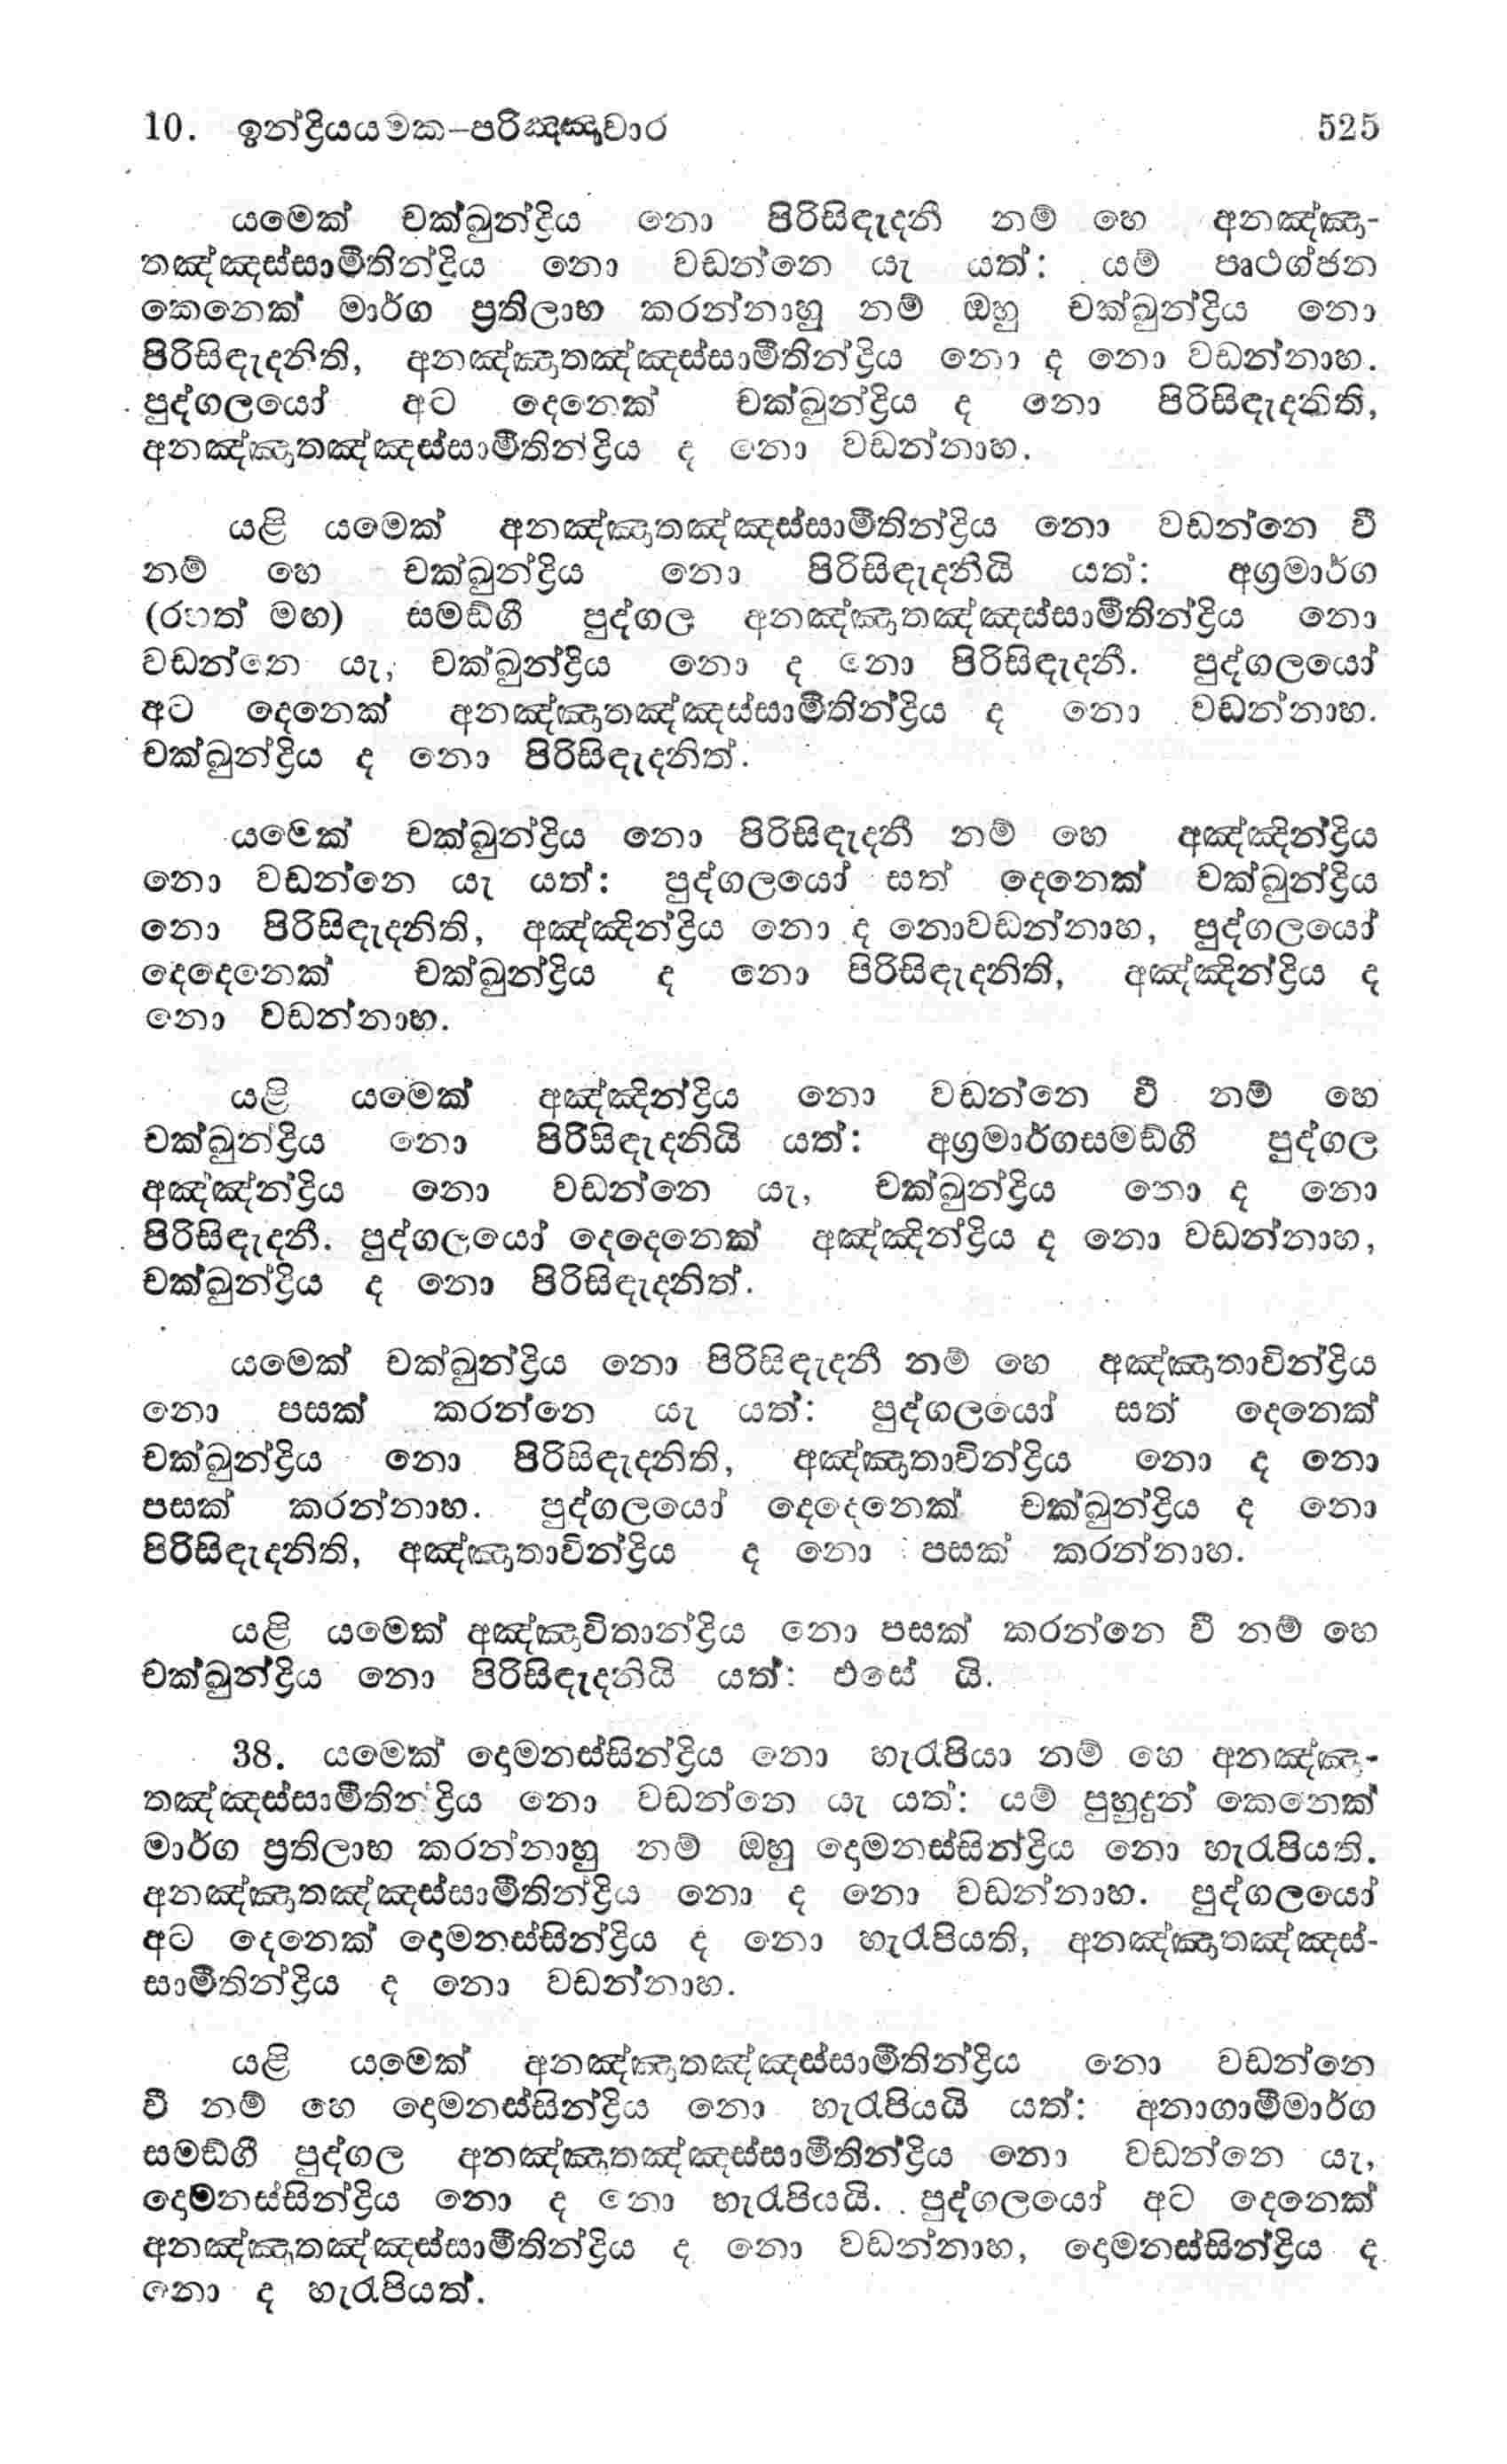 10. ඉන්ද්‍රියයමක-පරිඤ්ඤාවාර 525
යමෙක් චක්ඛුන්ද්‍රිය නො පිරිසිඳැදනී නම් හෙ අනඤ්ඤා-
තඤ්ඤස්සාමීතින්ද්‍රිය නො වඩන්නෙ යැ යත්: යම් පෘථග්ජන
කෙනෙක් මාර්ග ප්‍රතිලාභ කරන්නාහු නම් ඔහු චක්ඛුන්ද්‍රිය නො
පිරිසිඳැදනිති, අනඤ්ඤාතඤ්ඤස්සාමීතින්ද්‍රිය නො ද නො වඩන්නාහ.
පුද්ගලයෝ අට දෙනෙක් චක්ඛුන්ද්‍රිය ද නො පිරිසිඳැදනිති,
අනඤ්ඤාතඤ්ඤස්සාමීතින්ද්‍රිය ද නො වඩන්නාහ.
යළි යමෙක් අනඤ්ඤාතඤ්ඤස්සාමීතින්ද්‍රිය නො වඩන්නෙ වී
නම් හෙ චක්ඛුන්ද්‍රිය නො පිරිසිඳැදනියි යත්: අග්‍රමාර්ග
(රහත් මඟ) සමඩ්ගී පුද්ගල අනඤ්ඤාතඤ්ඤස්සාමීතින්ද්‍රිය නො
වඩන්නෙ යැ, චක්ඛුන්ද්‍රිය නො ද නො පිරිසිඳැදනී. පුද්ගලයෝ
අට දෙනෙක් අනඤ්ඤාතඤ්ඤස්සාමීතින්ද්‍රිය ද නො වඩන්නාහ.
චක්ඛුන්ද්‍රිය ද නො පිරිසිඳැදනිත්.
යමෙක් චක්ඛුන්ද්‍රිය නො පිරිසිඳැදනී නම් හෙ අඤ්ඤින්ද්‍රිය
නො වඩන්නෙ යැ යත්: පුද්ගලයෝ සත් දෙනෙක් චක්ඛුන්ද්‍රිය
නො පිරිසිඳැදනිති, අඤ්ඤින්ද්‍රිය නො ද නොවඩන්නාහ, පුද්ගලයෝ
දෙදෙනෙක් චක්ඛුන්ද්‍රිය ද නො පිරිසිඳැදනිති, අඤ්ඤින්ද්‍රිය ද
නො වඩන්නාහ.
යළි යමෙක් අඤ්ඤින්ද්‍රිය නො වඩන්නෙ වී නම් හෙ
චක්ඛුන්ද්‍රිය නො පිරිසිඳැදනියි යත්: අග්‍රමාර්ගසමඩ්ගී පුද්ගල
අඤ්ඤ්න්ද්‍රිය නො වඩන්නෙ යැ, චක්ඛුන්ද්‍රිය නො ද නො
පිරිසිඳැදනී. පුද්ගලයෝ දෙදෙනෙක් අඤ්ඤින්ද්‍රිය ද නො වඩන්නාහ,
චක්ඛුන්ද්‍රිය ද නො පිරිසිඳැදනිත්.
යමෙක් චක්ඛුන්ද්‍රිය නො පිරිසිඳැදනී නම් හෙ අඤ්ඤාතාවින්ද්‍රිය
නො පසක් කරන්නෙ යැ යත්: පුද්ගලයෝ සත් දෙනෙක්
චක්ඛුන්ද්‍රිය නො පිරිසිඳැදනිති, අඤ්ඤාතාවින්ද්‍රිය නො ද නො
පසක් කරන්නාහ. පුද්ගලයෝ දෙදෙනෙක් චක්ඛුන්ද්‍රිය ද නො
පිරිසිඳැදනිති, අඤ්ඤාතාවින්ද්‍රිය ද නො පසක් කරන්නාහ.
යළි යමෙක් අඤ්ඤාවිතාන්ද්‍රිය නො පසක් කරන්නෙ වී නම් හෙ
චක්ඛුන්ද්‍රිය නො පිරිසිඳැදනියි යත්: එසේ යි.
38. යමෙක් දොමනස්සින්ද්‍රිය නො හැරැපියා නම් හෙ අනඤ්ඤා-
තඤ්ඤස්සාමීතින්ද්‍රිය නො වඩන්නෙ යැ යත්: යම් පුහුදුන් කෙනෙක්
මාර්ග ප්‍රතිලාභ කරන්නාහු නම් ඔහු දොමනස්සින්ද්‍රිය නො හැරැපියති.
අනඤ්ඤාතඤ්ඤස්සාමීතින්ද්‍රිය නො ද නො වඩන්නාහ. පුද්ගලයෝ
අට දෙනෙක් දොමනස්සින්ද්‍රිය ද නො හැරැපියති, අනඤ්ඤාතඤ්ඤස්-
සාමීතින්ද්‍රිය ද නො වඩන්නාහ.
යළි යමෙක් අනඤ්ඤාතඤ්ඤස්සාමීතින්ද්‍රිය නො වඩන්නෙ
වී නම් හෙ දොමනස්සින්ද්‍රිය නො හැරැපියයි යත්: අනාගාමීමාර්ග
සමඩ්ගී පුද්ගල අනඤ්ඤාතඤ්ඤස්සාමීතින්ද්‍රිය නො වඩන්නෙ යැ,
දොමනස්සින්ද්‍රිය නො ද නො හැරැපියයි. පුද්ගලයෝ අට දෙනෙක්
අනඤ්ඤාතඤ්ඤස්සාමීතින්ද්‍රිය ද නො වඩන්නාහ, දොමනස්සින්ද්‍රිය ද
නො ද හැරැපියත්.